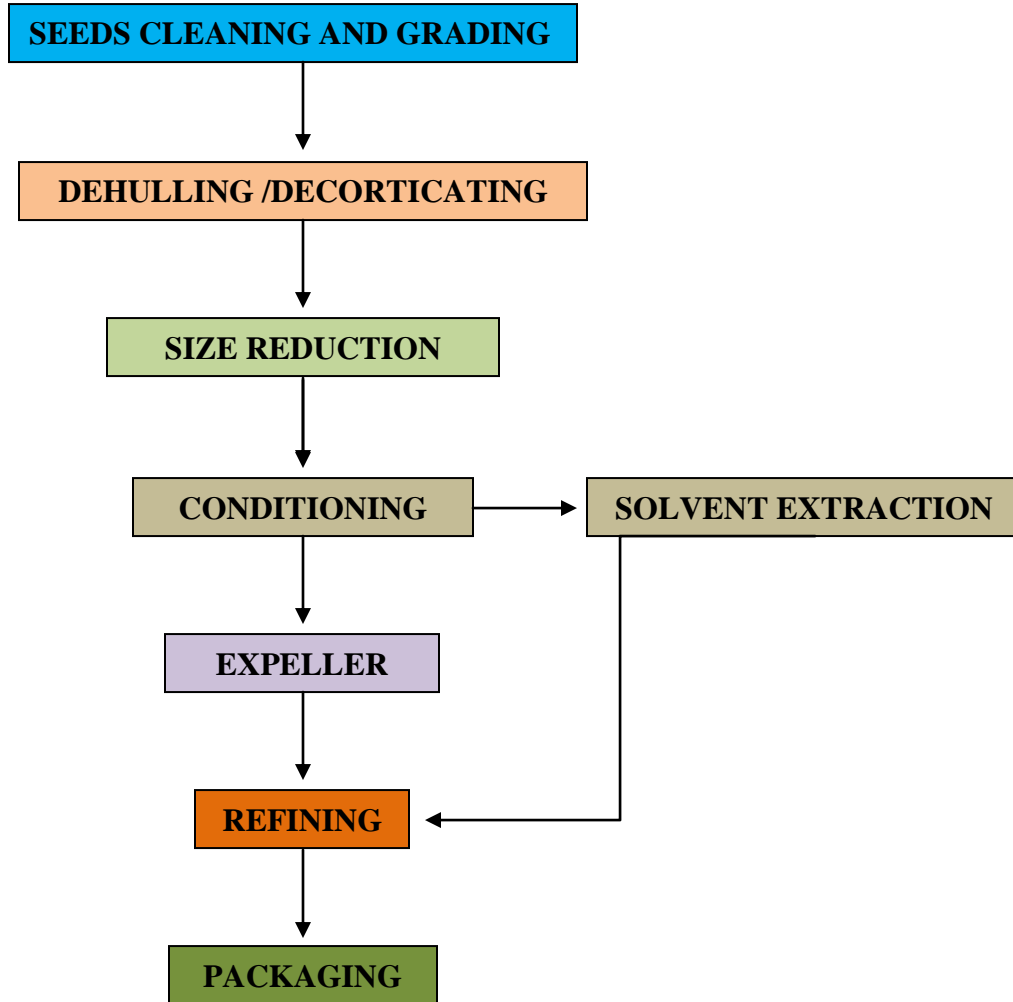 SEEDS CLEANING AND GRADING
DEHULLING /DECORTICATING
SIZE REDUCTION
CONDITIONING
SOLVENT EXTRACTION
EXPELLER
REFINING
PACKAGING